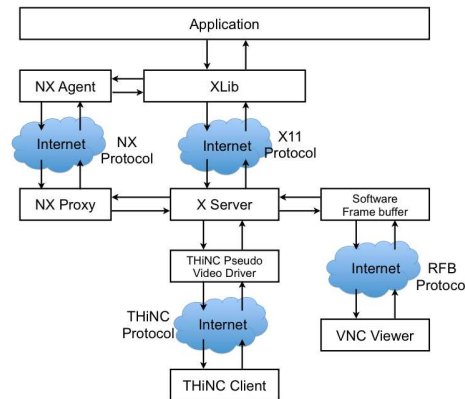 Application
NX Agent
XLib
Internet
NX
Protocol
Internet
X11
Protocol
NX Proxy
X Server
Software
Frame buffer
THiNC Pseudo
Video Driver
Internet
RFB
Protoco
THiNC
Protocol
Internet
VNC Viewer
THiNC Client